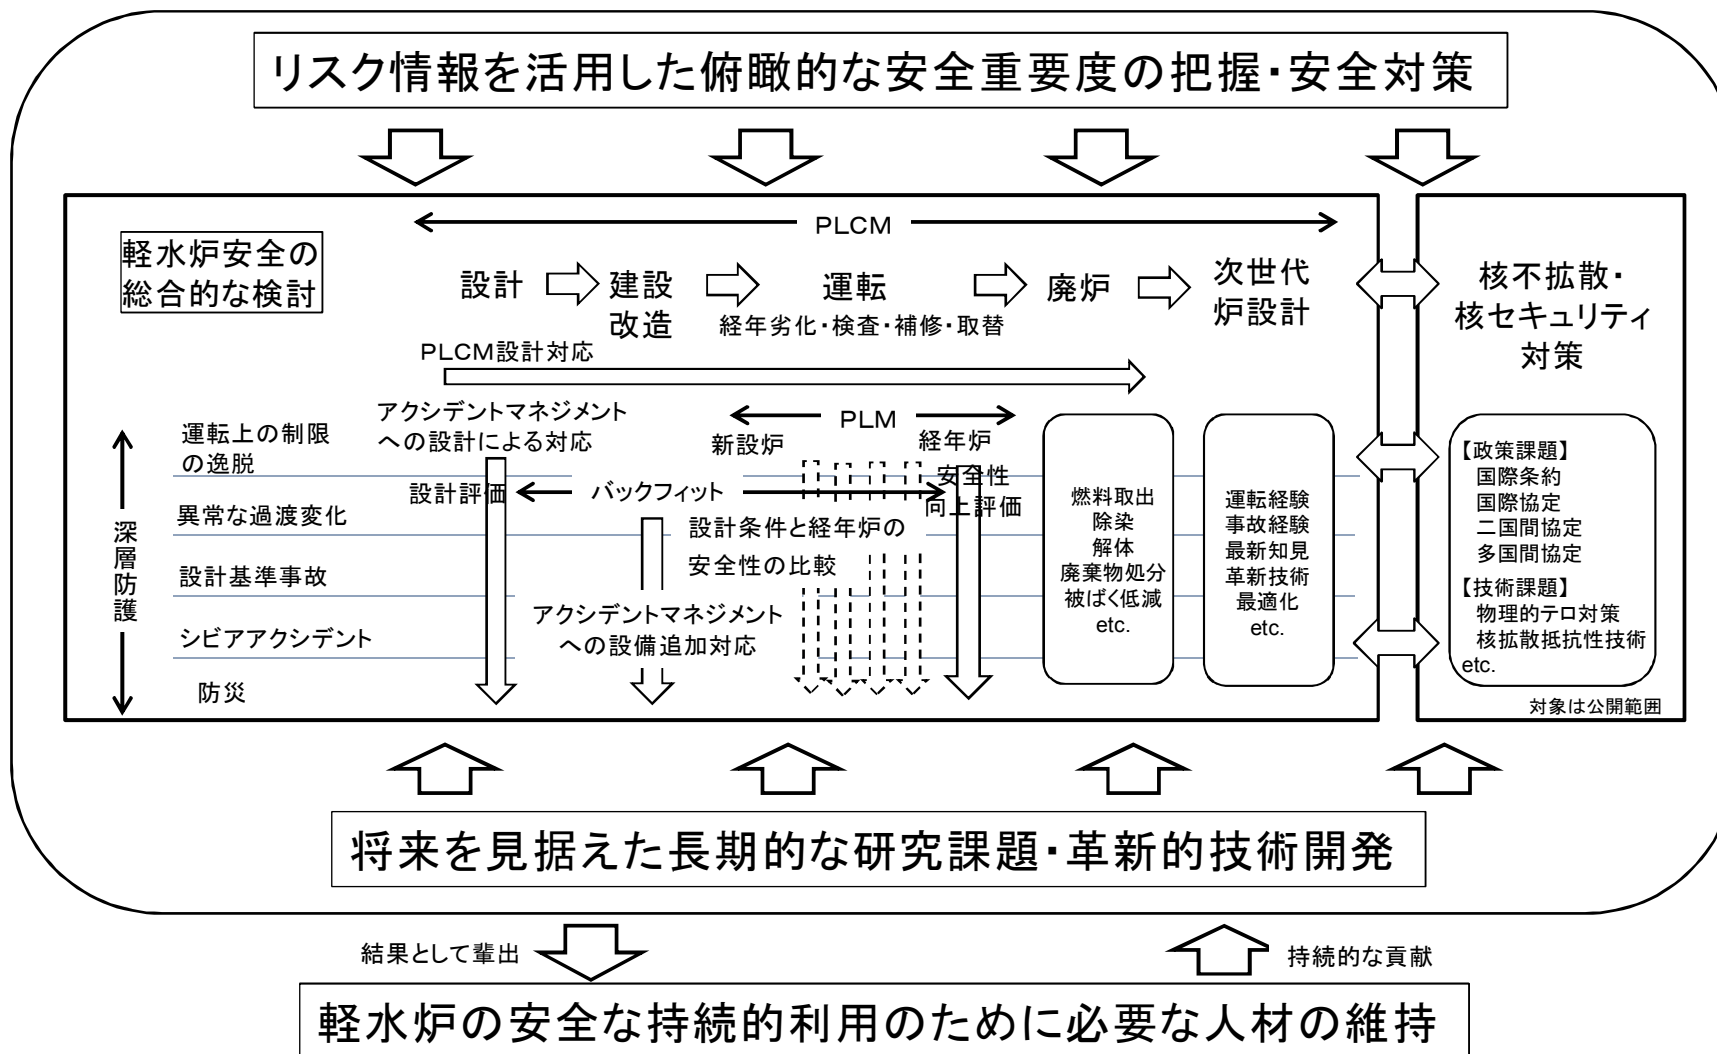 リスク情報を活用した俯瞰的な安全重要度の把握・安全対策
PLCM
軽水炉安全の
総合的な検討
設計
建設
改造
運転
経年劣化・検査・補修・取替
廃炉
次世代
炉設計
核不拡散・
核セキュリティ
対策
PLCM設計対応
アクシデントマネジメント
への設計による対応
PLM
新設炉
経年炉
深層防護
運転上の制限
の逸脱
異常な過渡変化
設計基準事故
シビアアクシデント
防災
設計評価
バックフィット
安全性
向上評価
設計条件と経年炉の
安全性の比較
アクシデントマネジメント
への設備追加対応
燃料取出
除染
解体
廃棄物処分
被ばく低減
etc.
運転経験
事故経験
最新知見
革新技術
最適化
etc.
【政策課題】
国際条約
国際協定
二国間協定
多国間協定
【技術課題】
物理的テロ対策
核拡散抵抗性技術
etc.
対象は公開範囲
将来を見据えた長期的な研究課題・革新的技術開発
結果として輩出
持続的な貢献
軽水炉の安全な持続的利用のために必要な人材の維持